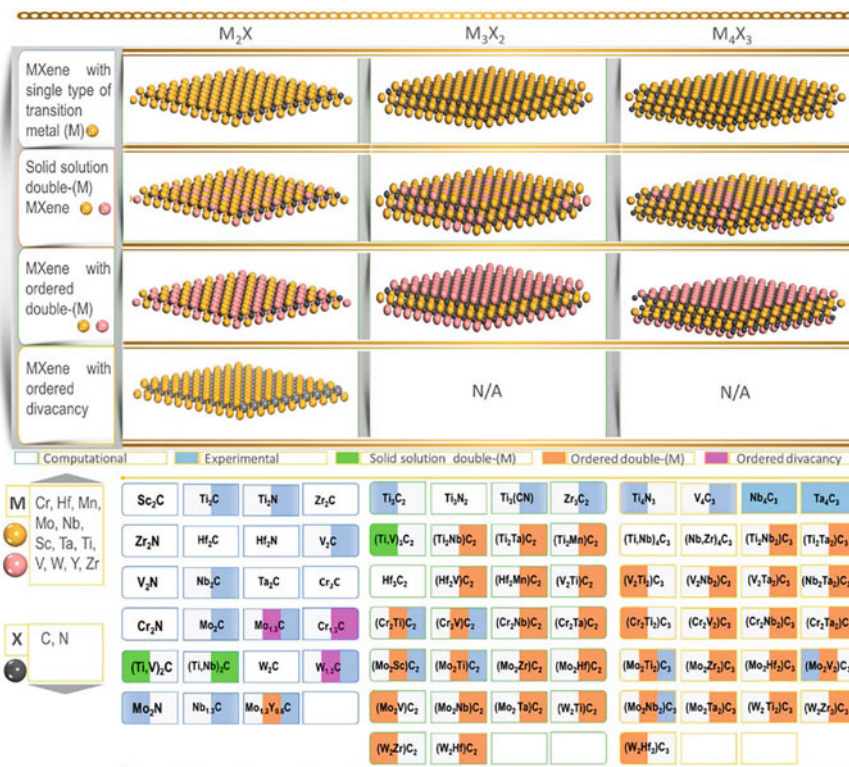 M₂X M₃X₂ M₄X₃
MXene with
single type of
transition
metal (M)
Solid solution
double-(M)
MXene
MXene with
ordered
double-(M)
MXene with
ordered
divacancy
N/A N/A
Computational Experimental Solid solution double-(M) Ordered double-(M) Ordered divacancy
M
Cr, Hf, Mn,
Mo, Nb,
Sc, Ta, Ti,
V, W, Y, Zr
X
C, N
Sc₂C Ti₂C Ti₂N Zr₂C
Zr₂N Hf₂C Hf₂N V₂C
V₂N Nb₂C Ta₂C Cr₂C
Cr₂N Mo₂C Mo₁.₃C Cr₁.₃C
(Ti,V)₂C (Ti,Nb)₂C W₂C W₁.₃C
Mo₂N Nb₁.₃C Mo₁.₃Y₀.₆C
Ti₃C₂ Ti₃N₂ Ti₃(CN) Zr₃C₂
(Ti,V)₃C₂ (Ti₂Nb)C₂ (Ti₂Ta)C₂ (Ti₂Mn)C₂
Hf₃C₂ (Hf₂V)C₂ (Hf₂Mn)C₂ (V₂Ti)C₂
(Cr₂Ti)C₂ (Cr₂V)C₂ (Cr₂Nb)C₂ (Cr₂Ta)C₂
(Mo₂Sc)C₂ (Mo₂Ti)C₂ (Mo₂Zr)C₂ (Mo₂Hf)C₂
(Mo₂V)C₂ (Mo₂Nb)C₂ (Mo₂Ta)C₂ (W₂Ti)C₂
(W₂Zr)C₂ (W₂Hf)C₂
Ti₄N₃ V₄C₃ Nb₄C₃ Ta₄C₃
(Ti,Nb)₄C₃ (Nb,Zr)₄C₃ (Ti₂Nb₂)C₃ (Ti₂Ta₂)C₃
(V₂Ti₂)C₃ (V₂Nb₂)C₃ (V₂Ta₂)C₃ (Nb₂Ta₂)C
(Cr₂Ti₂)C₃ (Cr₂V₂)C₃ (Cr₂Nb₂)C₃ (Cr₂Ta₂)C
(Mo₂Ti₂)C₃ (Mo₂Zr₂)C₃ (Mo₂Hf₂)C₃ (Mo₂V₂)C
(Mo₂Nb₂)C₃ (Mo₂Ta₂)C₃ (W₂Ti₂)C₃ (W₂Zr₂)C₃
(W₂Hf₂)C₃